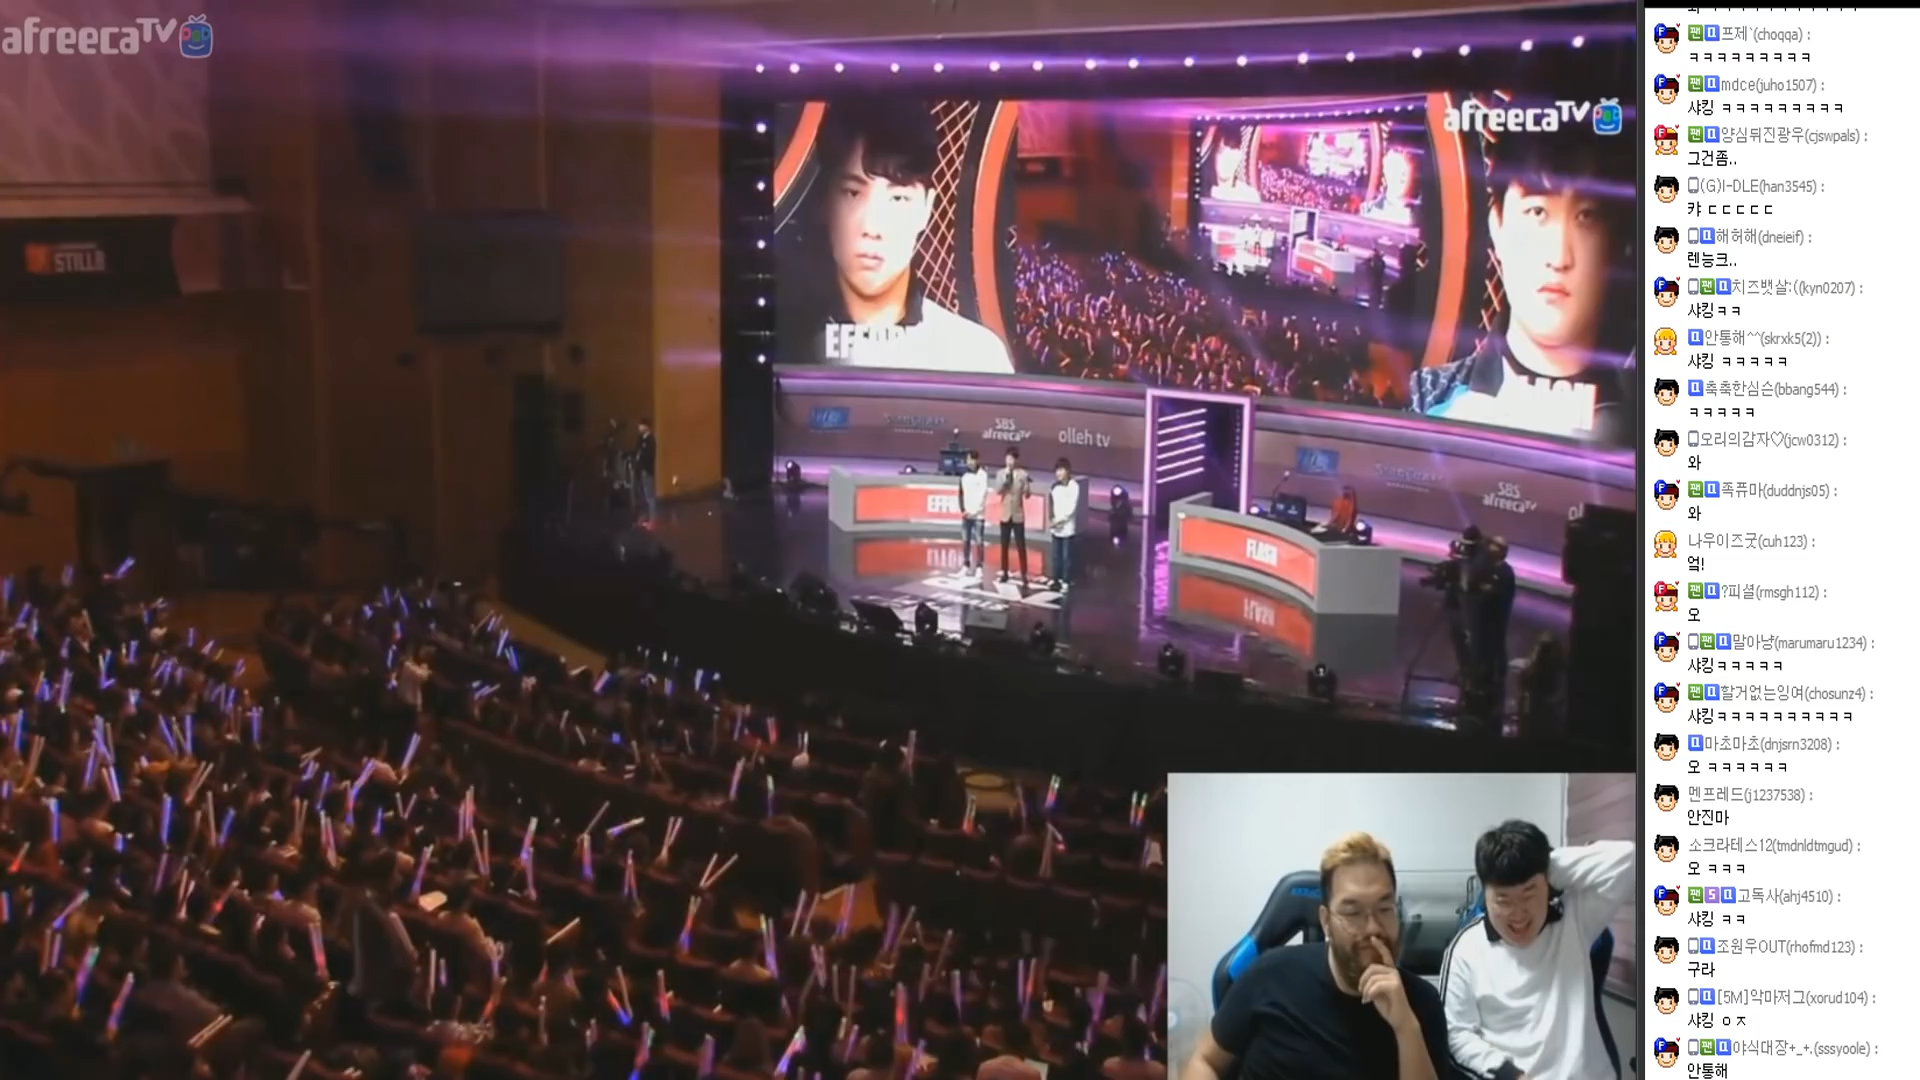 afreecaTV
afreecaTV
STILL
EFFORT
FLASH
SBS
afreecaTV
olleh tv
SBS
afreecaTV
FLASH
프제`(choqqa) :
ㅋㅋㅋㅋㅋㅋㅋㅋㅋ
mdce(juho1507) :
샤킹 ㅋㅋㅋㅋㅋㅋㅋㅋㅋ
양심뒤진광우(cjswpals) :
그건좀..
(G)I-DLE(han3545) :
캬 ㄷㄷㄷㄷㄷ
해허해(dneieif) :
렌능크..
치즈뱃살:((kyn0207) :
샤킹ㅋㅋ
안통해^^(skrxk5(2)) :
샤킹 ㅋㅋㅋㅋㅋ
축축한심슨(bbang544) :
ㅋㅋㅋㅋㅋ
오리의감자♡(jcw0312) :
와
족퓨마(duddnjs05) :
와
나우이즈굿(cuh123) :
엌!
?피셜(rmsgh112) :
오
말아냥(marumaru1234) :
샤킹ㅋㅋㅋㅋㅋ
할거없는잉여(chosunz4) :
샤킹ㅋㅋㅋㅋㅋㅋㅋㅋㅋㅋ
마초마초(dnjsrn3208) :
오 ㅋㅋㅋㅋㅋㅋ
멘프레드(j1237538) :
안진마
소크라테스12(tmdnldtmgud) :
오 ㅋㅋㅋ
고독사(ahj4510) :
샤킹 ㅋㅋ
조원우OUT(rhofmd123) :
구라
[5M]악마저그(xorud104) :
샤킹 ㅇㅈ
야식대장+_+.(sssyoole) :
안통해